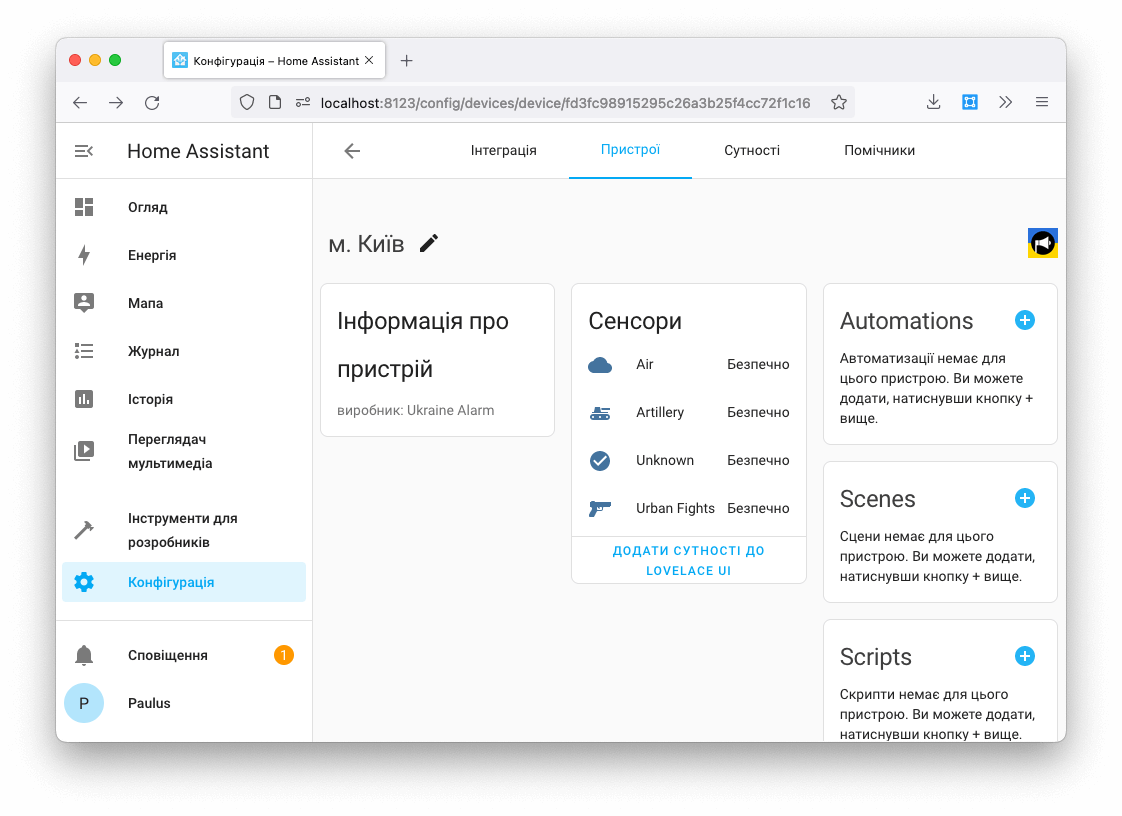 Конфігурація – Home Assistant
localhost:8123/config/devices/device/fd3fc98915295c26a3b25f4cc72f1c16
Home Assistant
Інтеграція
Пристрої
Сутності
Помічники
Огляд
Енергія
Мапа
Журнал
Історія
Переглядач
мультимедіа
Інструменти для
розробників
Конфігурація
Сповіщення
1
P
Paulus
м. Київ
Інформація про
пристрій
виробник: Ukraine Alarm
Сенсори
Air Безпечно
Artillery Безпечно
Unknown Безпечно
Urban Fights Безпечно
ДОДАТИ СУТНОСТІ ДО
LOVELACE UI
Automations
Автоматизації немає для
цього пристрою. Ви можете
додати, натиснувши кнопку +
вище.
Scenes
Сцени немає для цього
пристрою. Ви можете додати,
натиснувши кнопку + вище.
Scripts
Скрипти немає для цього
пристрою. Ви можете додати,
натиснувши кнопку + вище.